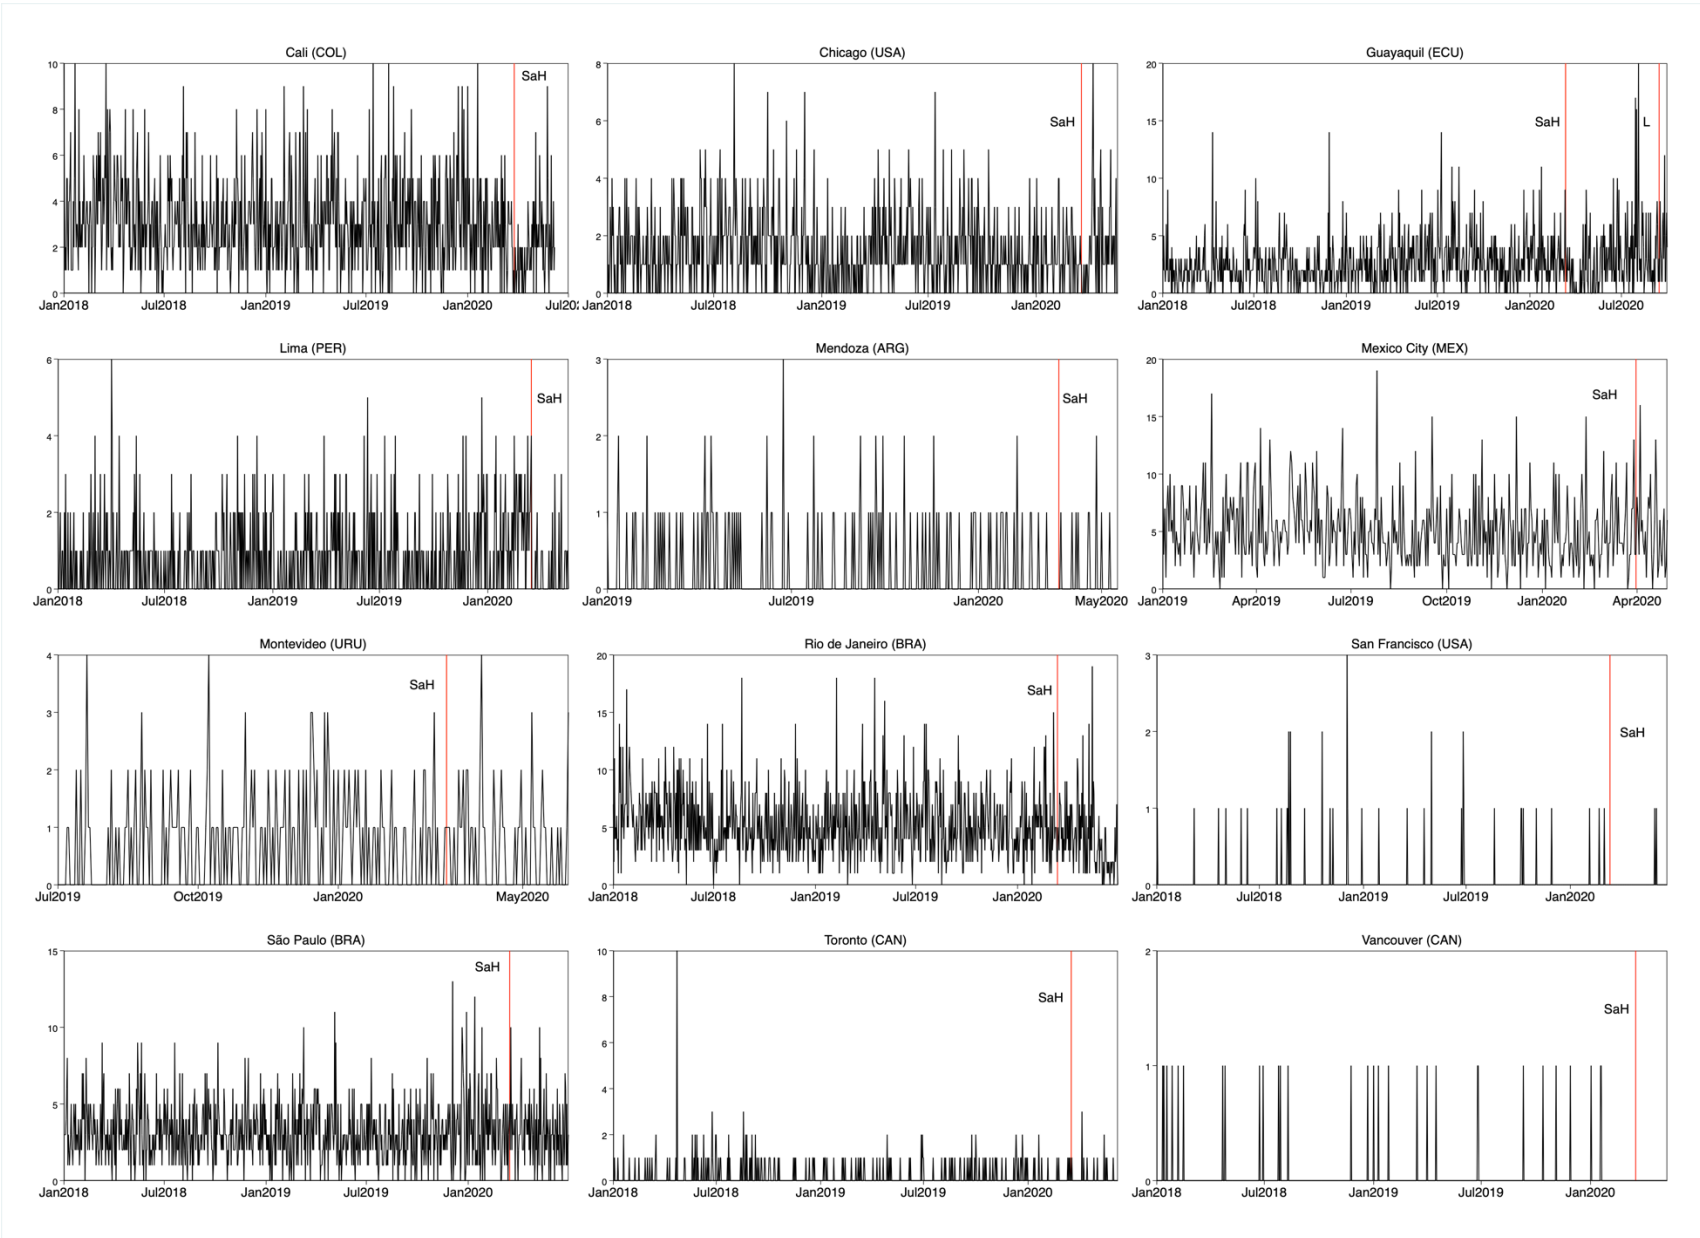 Cali (COL)
10
8
6
4
2
0
SaH
Jan2018 Jul2018 Jan2019 Jul2019 Jan2020
Chicago (USA)
8
6
4
2
0
SaH
Jan2018 Jul2018 Jan2019 Jul2019 Jan2020
Guayaquil (ECU)
20
15
10
5
0
SaH L
Jan2018 Jul2018 Jan2019 Jul2019 Jan2020 Jul2020
Lima (PER)
6
4
2
0
SaH
Jan2018 Jul2018 Jan2019 Jul2019 Jan2020
Mendoza (ARG)
3
2
1
0
SaH
Jan2019 Jul2019 Jan2020 May2020
Mexico City (MEX)
20
15
10
5
0
SaH
Jan2019 Apr2019 Jul2019 Oct2019 Jan2020 Apr2020
Montevideo (URU)
4
3
2
1
0
SaH
Jul2019 Oct2019 Jan2020 May2020
Rio de Janeiro (BRA)
20
15
10
5
0
SaH
Jan2018 Jul2018 Jan2019 Jul2019 Jan2020
San Francisco (USA)
3
2
1
0
SaH
Jan2018 Jul2018 Jan2019 Jul2019 Jan2020
São Paulo (BRA)
15
10
5
0
SaH
Jan2018 Jul2018 Jan2019 Jul2019 Jan2020
Toronto (CAN)
10
8
6
4
2
0
SaH
Jan2018 Jul2018 Jan2019 Jul2019 Jan2020
Vancouver (CAN)
2
1
0
SaH
Jan2018 Jul2018 Jan2019 Jul2019 Jan2020